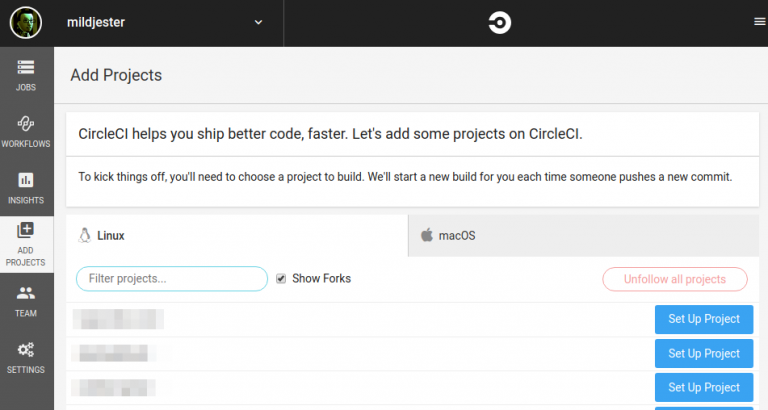 mildjester
JOBS
WORKFLOWS
INSIGHTS
ADD
PROJECTS
TEAM
SETTINGS
Add Projects
CircleCI helps you ship better code, faster. Let's add some projects on CircleCI.
To kick things off, you'll need to choose a project to build. We'll start a new build for you each time someone pushes a new commit.
Linux
macOS
Filter projects...
Show Forks
Unfollow all projects
Set Up Project
Set Up Project
Set Up Project